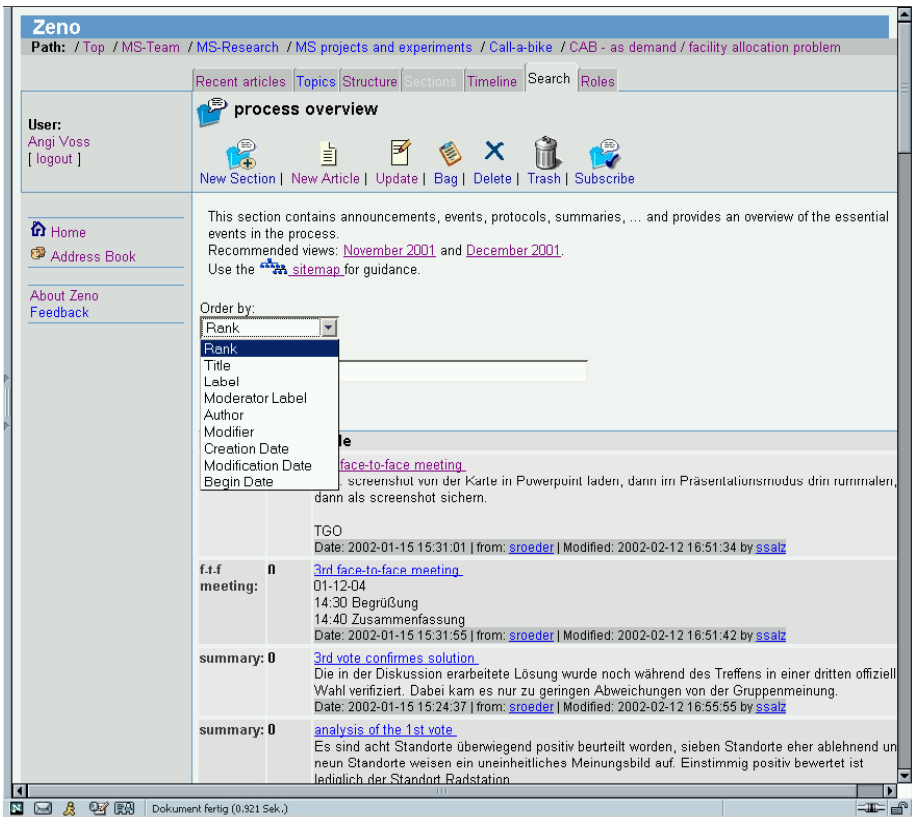 Zeno
Path: / Top / MS-Team / MS-Research / MS projects and experiments / Call-a-bike / CAB - as demand / facility allocation problem
Recent articles Topics Structure Sections Timeline Search Roles
process overview
User:
Angi Voss
[ logout ]
New Section | New Article | Update | Bag | Delete | Trash | Subscribe
Home
Address Book
About Zeno
Feedback
This section contains announcements, events, protocols, summaries, ... and provides an overview of the essential
events in the process.
Recommended views: November 2001 and December 2001.
Use the sitemap for guidance.
Order by:
Rank
Rank
Title
Label
Moderator Label
Author
Modifier
Creation Date
Modification Date
Begin Date
le
face-to-face meeting
screenshot von der Karte in Powerpoint laden, dann im Präsentationsmodus drin rummalen,
dann als screenshot sichern.
TGO
Date: 2002-01-15 15:31:01 | from: sroeder | Modified: 2002-02-12 16:51:34 by ssalz
f.t.f meeting: 0 3rd face-to-face meeting
01-12-04
14:30 Begrüßung
14:40 Zusammenfassung
Date: 2002-01-15 15:31:55 | from: sroeder | Modified: 2002-02-12 16:51:42 by ssalz
summary: 0 3rd vote confirmes solution
Die in der Diskussion erarbeitete Lösung wurde noch während des Treffens in einer dritten offiziell
Wahl verifiziert. Dabei kam es nur zu geringen Abweichungen von der Gruppenmeinung.
Date: 2002-01-15 15:24:37 | from: sroeder | Modified: 2002-02-12 16:55:55 by ssalz
summary: 0 analysis of the 1st vote
Es sind acht Standorte überwiegend positiv beurteilt worden, sieben Standorte eher ablehnend un
neun Standorte weisen ein uneinheitliches Meinungsbild auf. Einstimmig positiv bewertet ist
lediglich der Standort Radstation
Dokument fertig (0.921 Sek.)